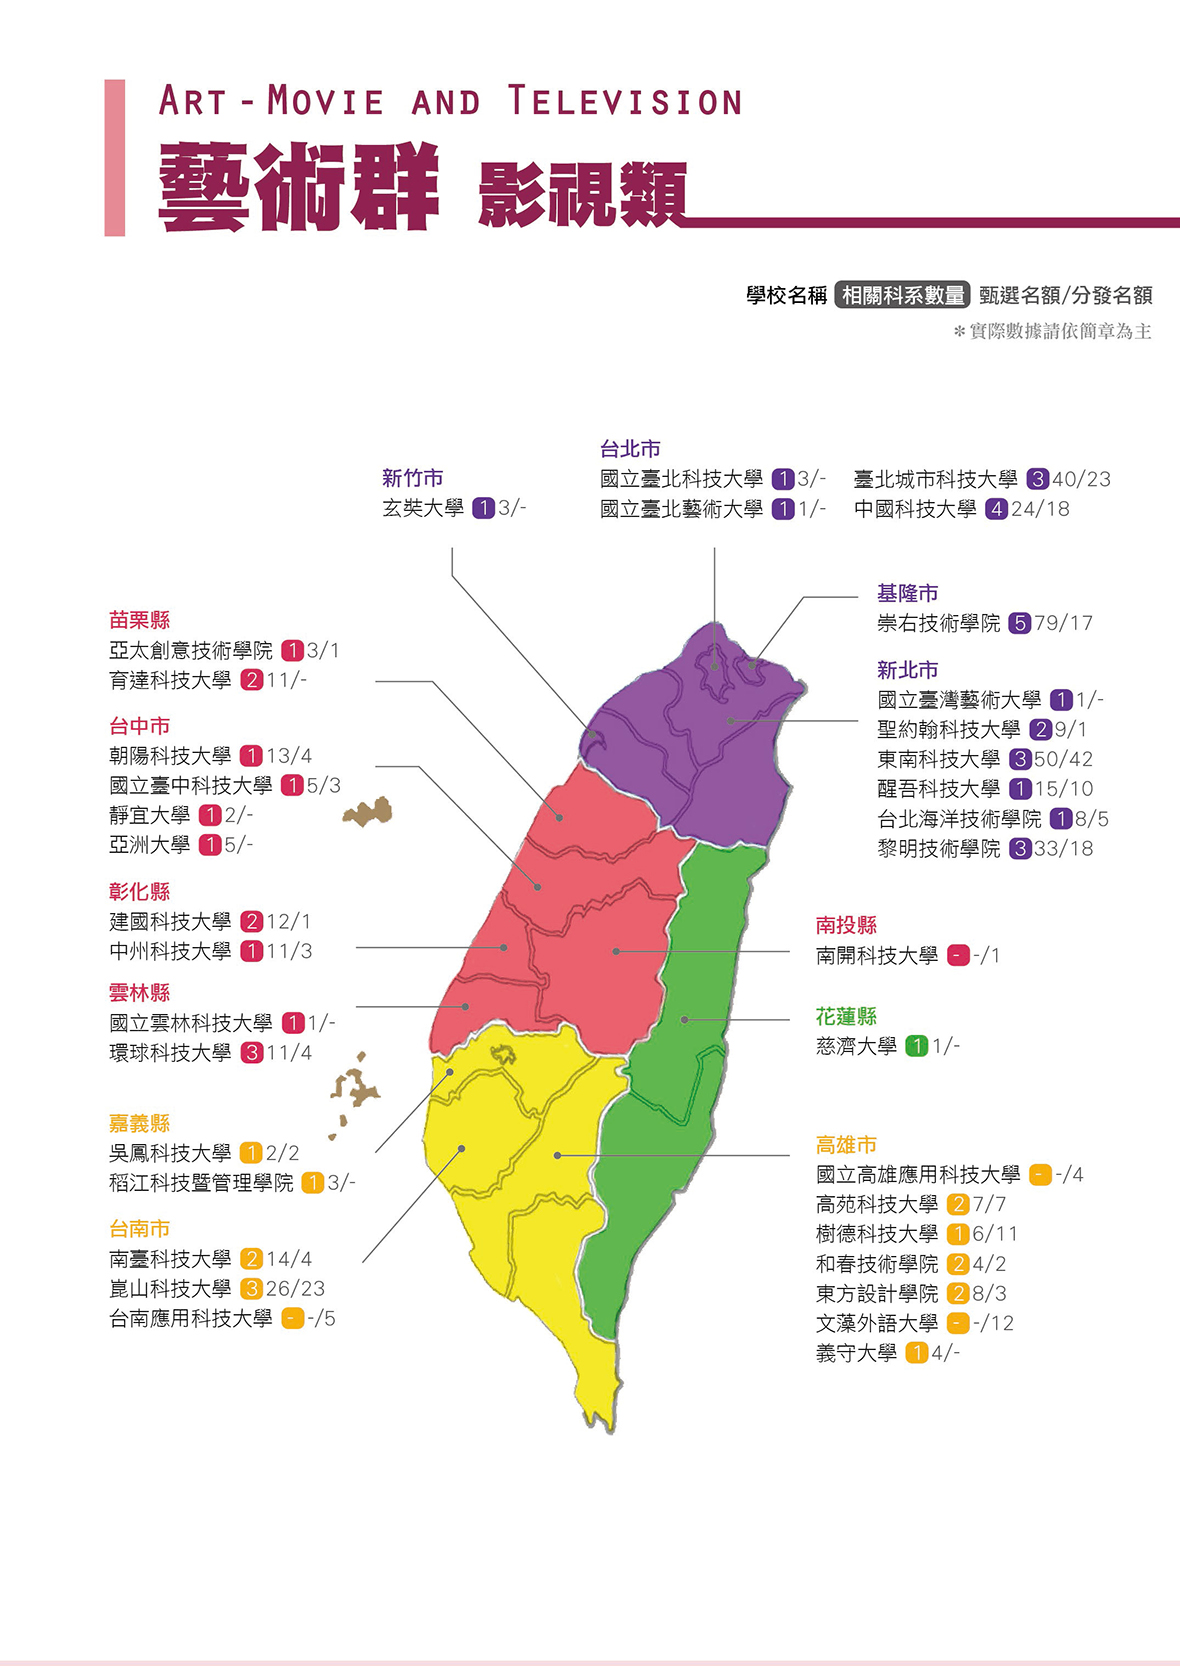 ART - MOVIE AND TELEVISION
藝術群 影視類
學校名稱 相關科系數量 甄選名額/分發名額
＊實際數據請依簡章為主
新竹市
玄奘大學 1 3/-
台北市
國立臺北科技大學 1 3/- 臺北城市科技大學 3 40/23
國立臺北藝術大學 1 1/- 中國科技大學 4 24/18
基隆市
崇右技術學院 5 79/17
新北市
國立臺灣藝術大學 1 1/-
聖約翰科技大學 2 9/1
東南科技大學 3 50/42
醒吾科技大學 1 15/10
台北海洋技術學院 1 8/5
黎明技術學院 3 33/18
苗栗縣
亞太創意技術學院 1 3/1
育達科技大學 2 11/-
台中市
朝陽科技大學 1 13/4
國立臺中科技大學 1 5/3
靜宜大學 1 2/-
亞洲大學 1 5/-
彰化縣
建國科技大學 2 12/1
中州科技大學 1 11/3
雲林縣
國立雲林科技大學 1 1/-
環球科技大學 3 11/4
嘉義縣
吳鳳科技大學 1 2/2
稻江科技暨管理學院 1 3/-
台南市
南臺科技大學 2 14/4
崑山科技大學 3 26/23
台南應用科技大學 - -/5
南投縣
南開科技大學 - -/1
花蓮縣
慈濟大學 1 1/-
高雄市
國立高雄應用科技大學 - -/4
高苑科技大學 2 7/7
樹德科技大學 1 6/11
和春技術學院 2 4/2
東方設計學院 2 8/3
文藻外語大學 - -/12
義守大學 1 4/-